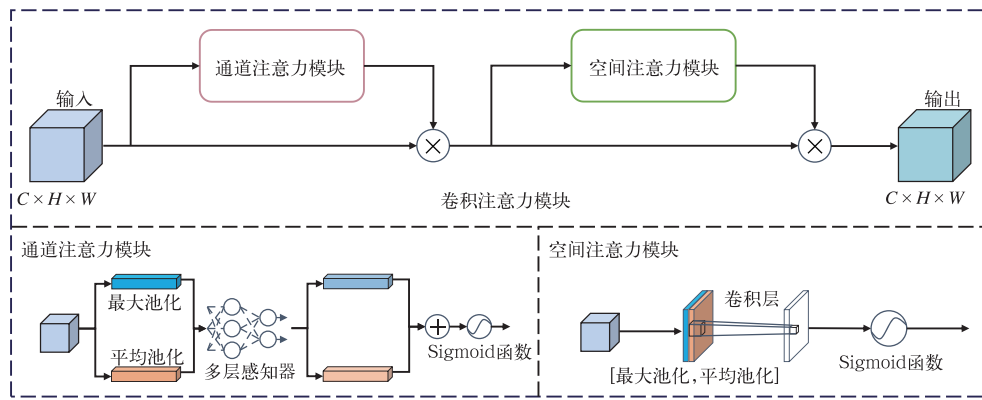 通道注意力模块
空间注意力模块
输入
输出
C×H×W
C×H×W
卷积注意力模块
通道注意力模块
空间注意力模块
最大池化
卷积层
平均池化
多层感知器
Sigmoid函数
Sigmoid函数
[最大池化,平均池化]